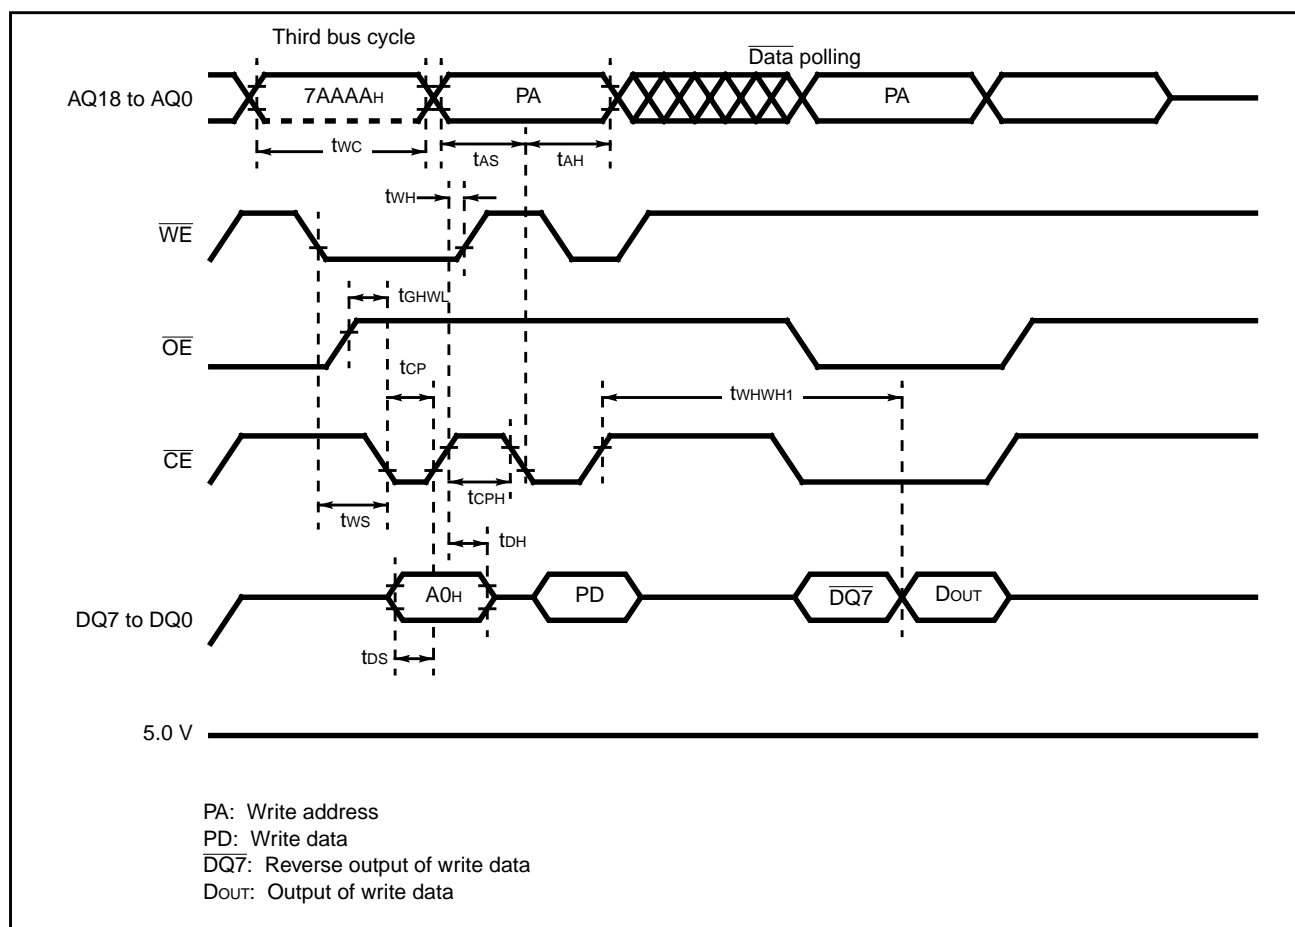 Third bus cycle
Data polling
AQ18 to AQ0
7AAAAH
PA
PA
tWC
tAS
tAH
tWH
WE
tGHWL
OE
tCP
tWHWH1
CE
tCPH
tWS
tDH
A0H
PD
DQ7
DOUT
DQ7 to DQ0
tDS
5.0 V
PA: Write address
PD: Write data
DQ7: Reverse output of write data
DOUT: Output of write data